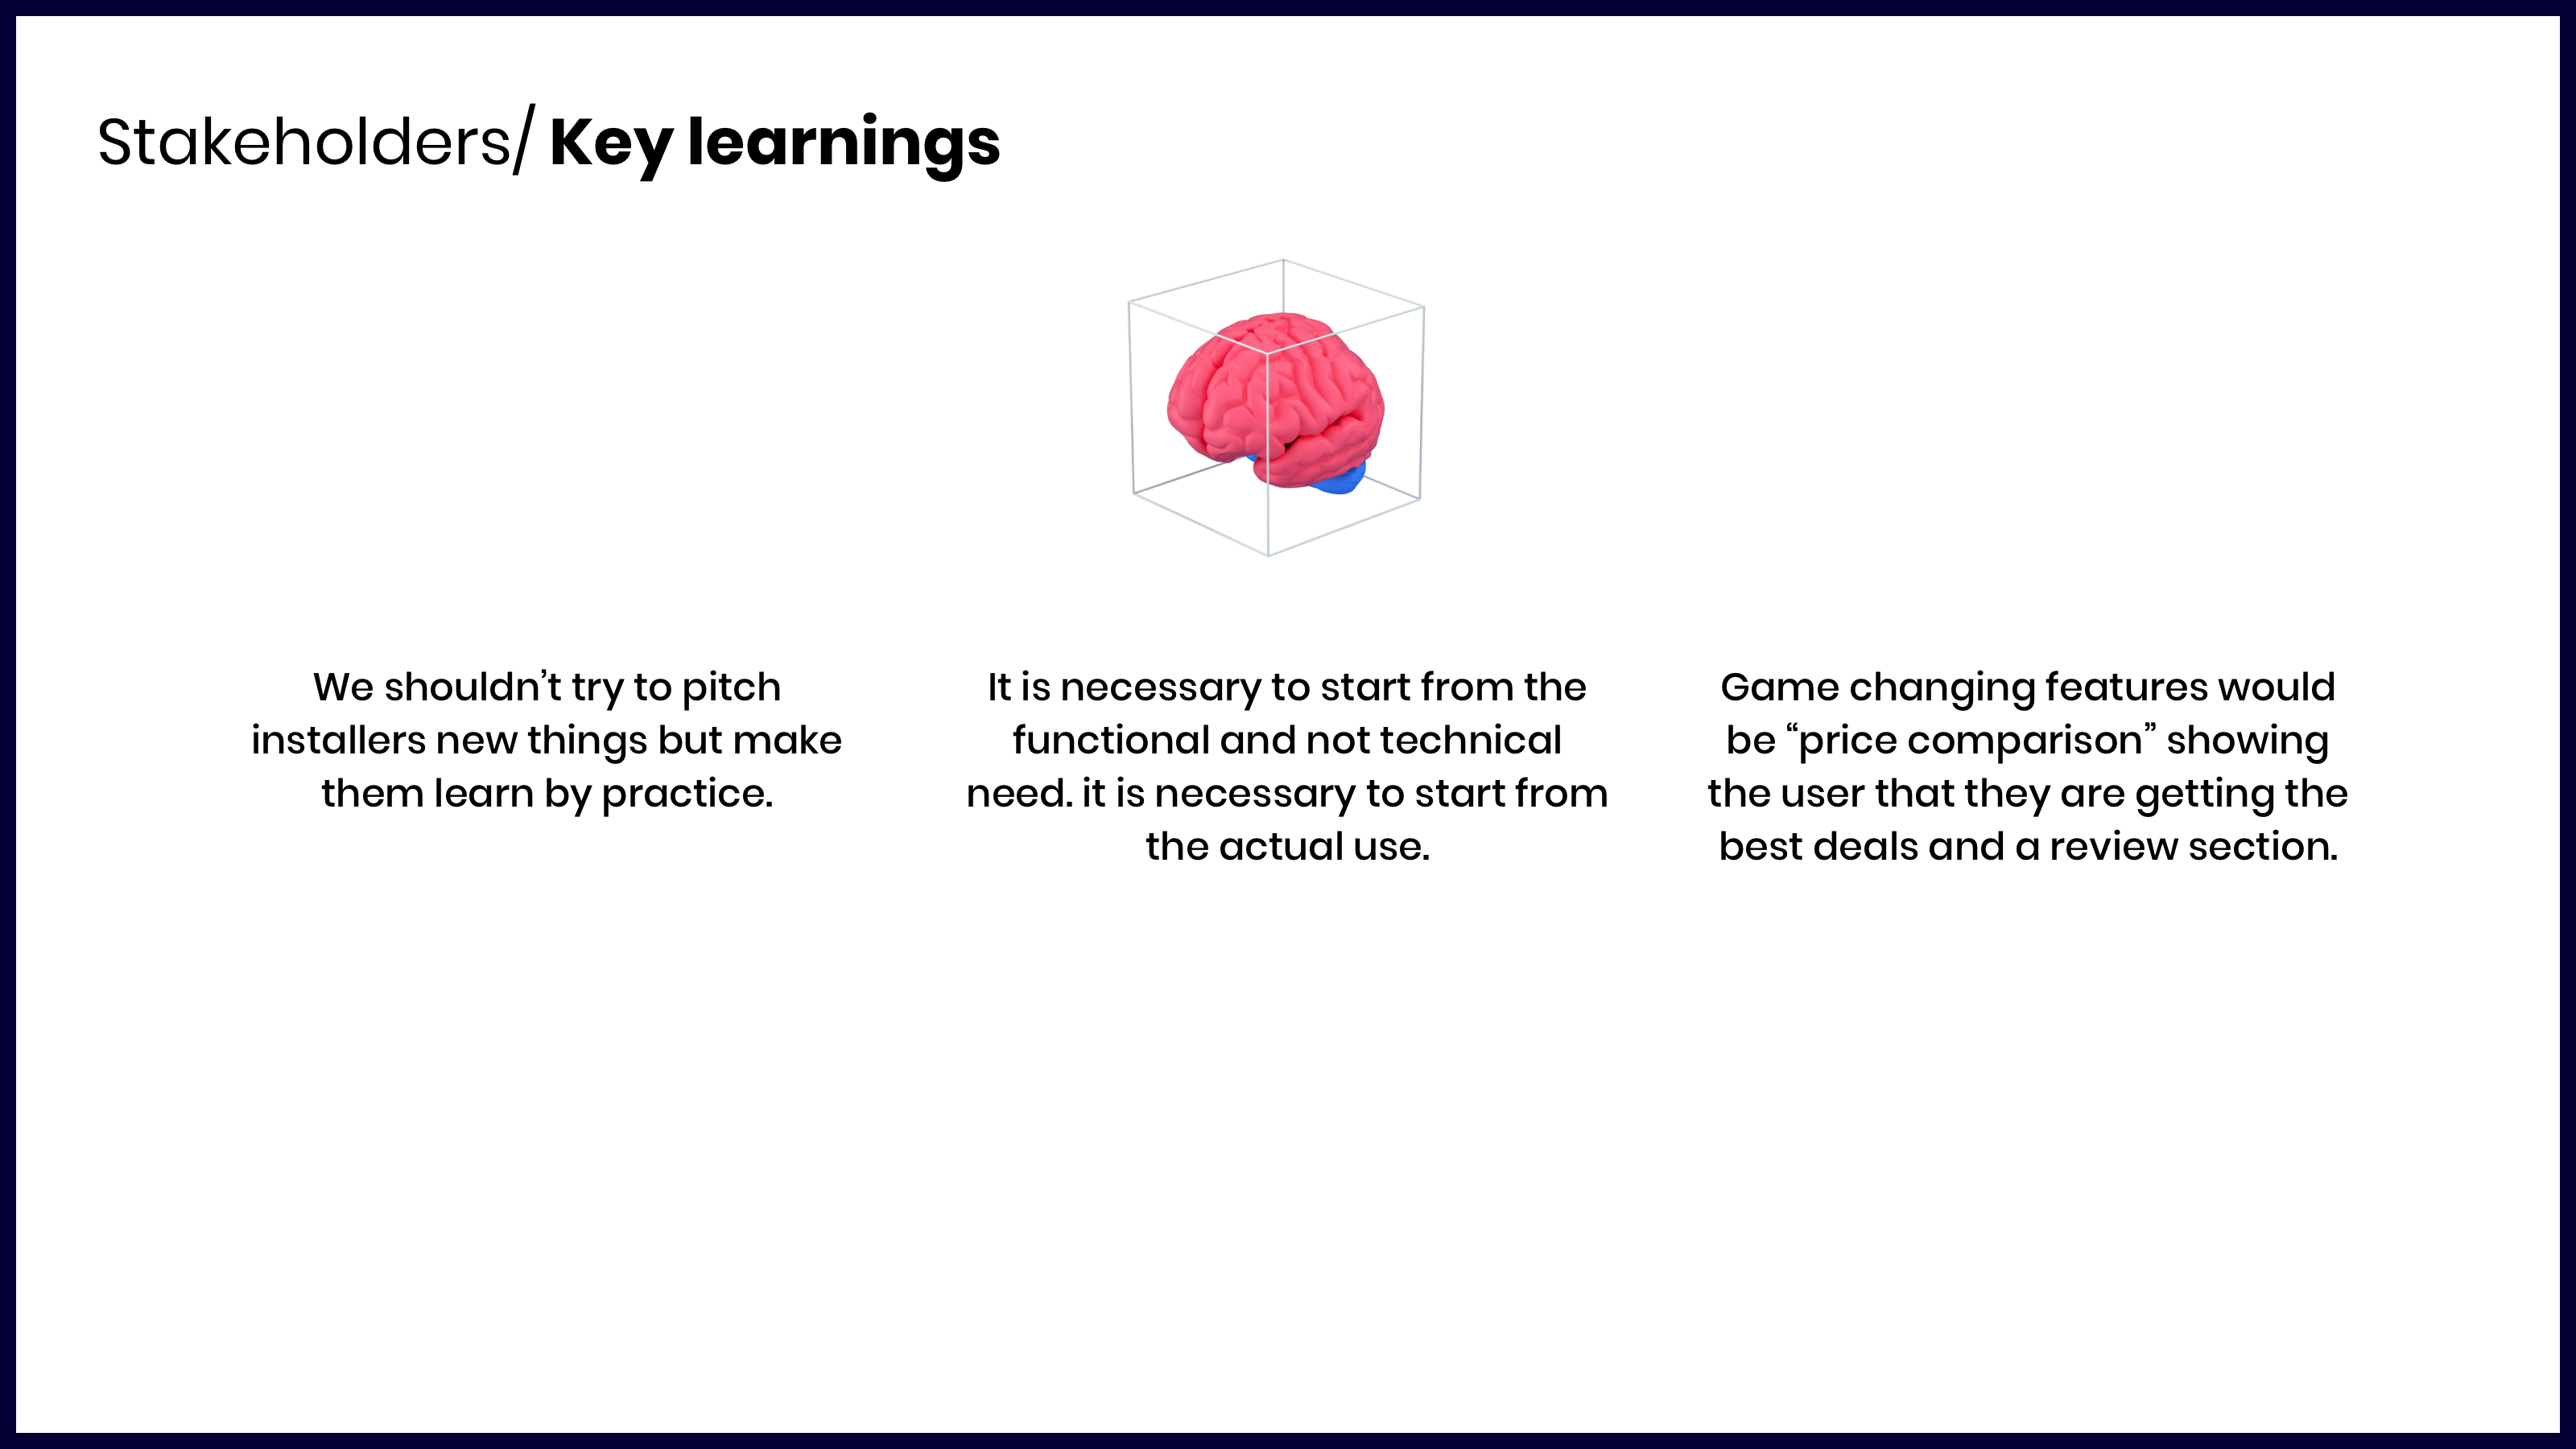 Stakeholders/ Key learnings
We shouldn’t try to pitch
installers new things but make
them learn by practice.
It is necessary to start from the
functional and not technical
need. it is necessary to start from
the actual use.
Game changing features would
be “price comparison” showing
the user that they are getting the
best deals and a review section.